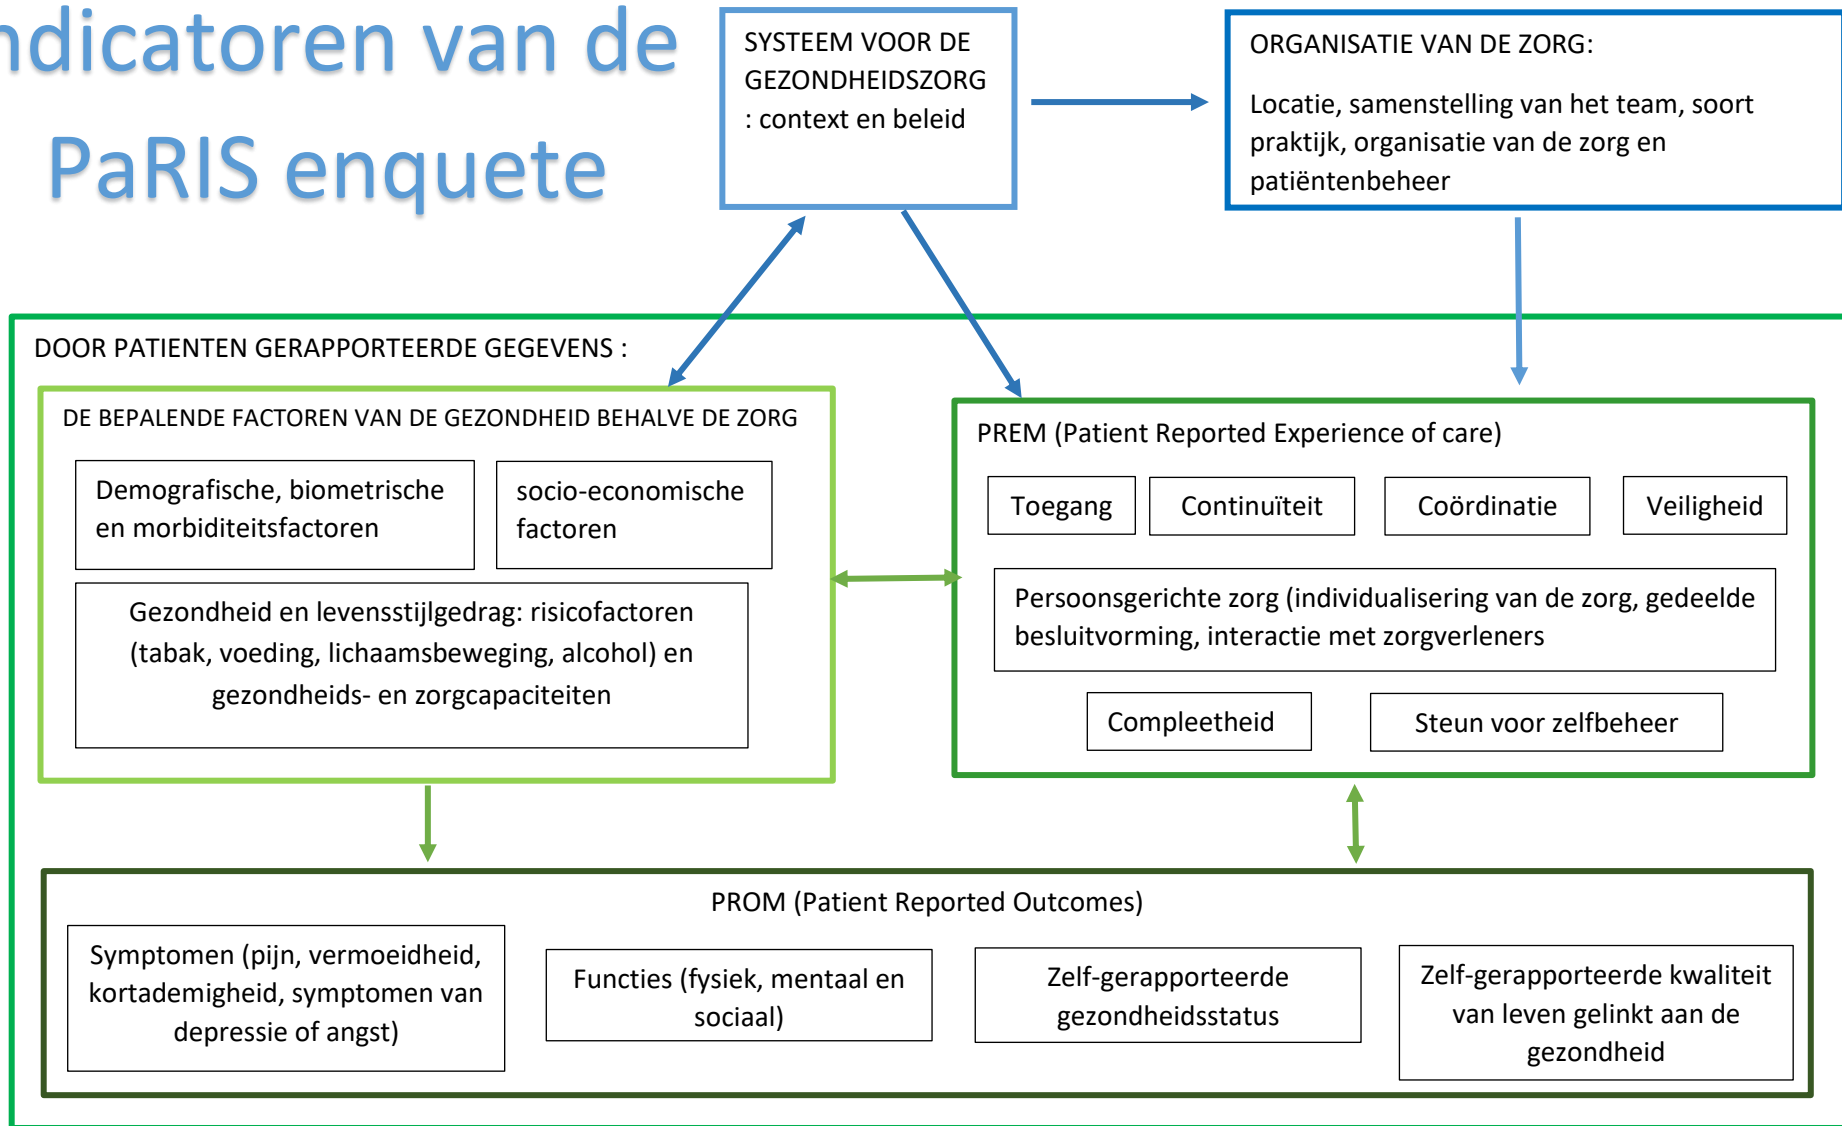 ndicatoren van de
PaRIS enquete
SYSTEEM VOOR DE
GEZONDHEIDSZORG
: context en beleid
ORGANISATIE VAN DE ZORG:
Locatie, samenstelling van het team, soort
praktijk, organisatie van de zorg en
patiëntenbeheer
DOOR PATIENTEN GERAPPORTEERDE GEGEVENS :
DE BEPALENDE FACTOREN VAN DE GEZONDHEID BEHALVE DE ZORG
Demografische, biometrische
en morbiditeitsfactoren
socio-economische
factoren
Gezondheid en levensstijlgedrag: risicofactoren
(tabak, voeding, lichaamsbeweging, alcohol) en
gezondheids- en zorgcapaciteiten
PREM (Patient Reported Experience of care)
Toegang
Continuïteit
Coördinatie
Veiligheid
Persoonsgerichte zorg (individualisering van de zorg, gedeelde
besluitvorming, interactie met zorgverleners
Compleetheid
Steun voor zelfbeheer
PROM (Patient Reported Outcomes)
Symptomen (pijn, vermoeidheid,
kortademigheid, symptomen van
depressie of angst)
Functies (fysiek, mentaal en
sociaal)
Zelf-gerapporteerde
gezondheidsstatus
Zelf-gerapporteerde kwaliteit
van leven gelinkt aan de
gezondheid